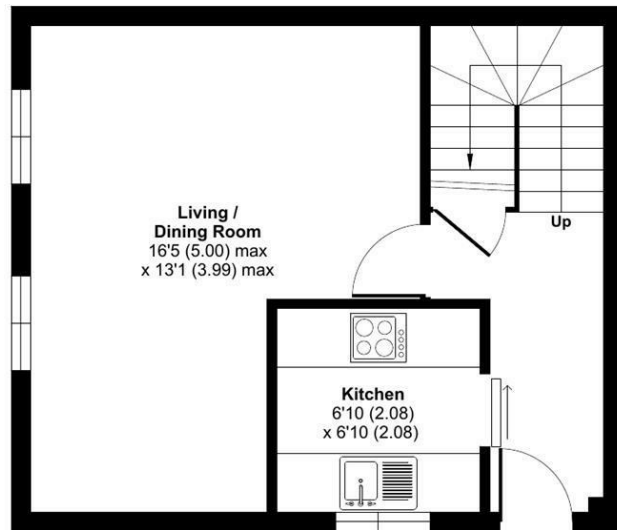 Living /
Dining Room
16'5 (5.00) max
x 13'1 (3.99) max
Up
Kitchen
6'10 (2.08)
x 6'10 (2.08)